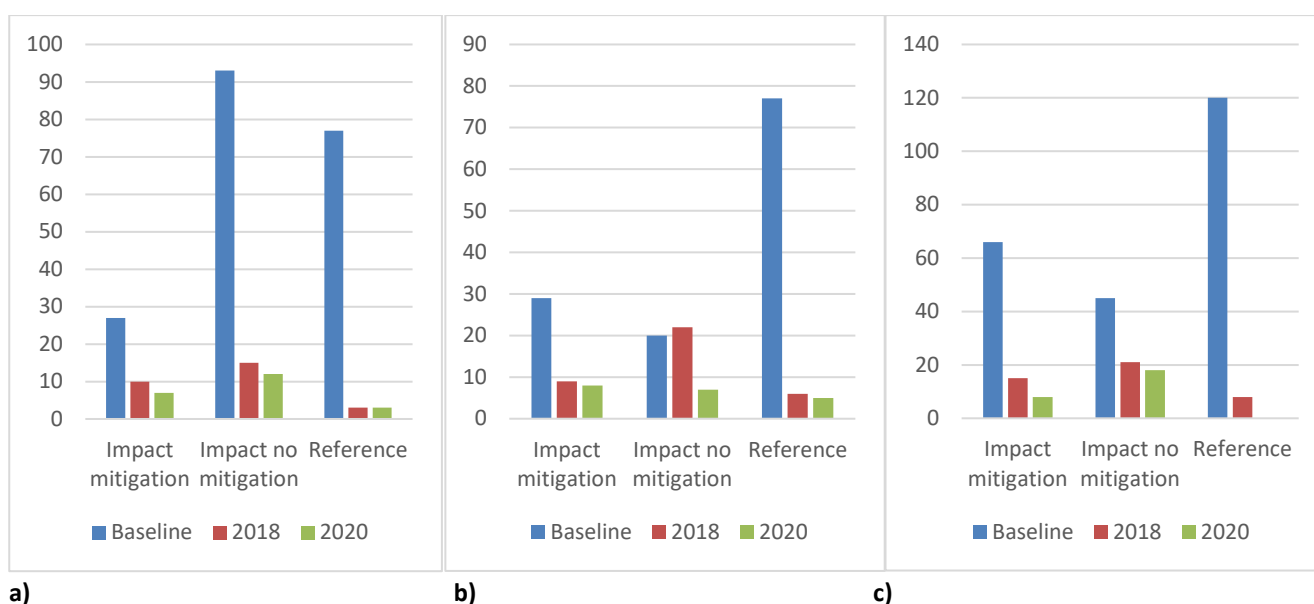 100
90
80
70
60
50
40
30
20
10
0
Impact mitigation
Impact no mitigation
Reference
Baseline 2018 2020
a)
90
80
70
60
50
40
30
20
10
0
Impact mitigation
Impact no mitigation
Reference
Baseline 2018 2020
b)
140
120
100
80
60
40
20
0
Impact mitigation
Impact no mitigation
Reference
Baseline 2018 2020
c)